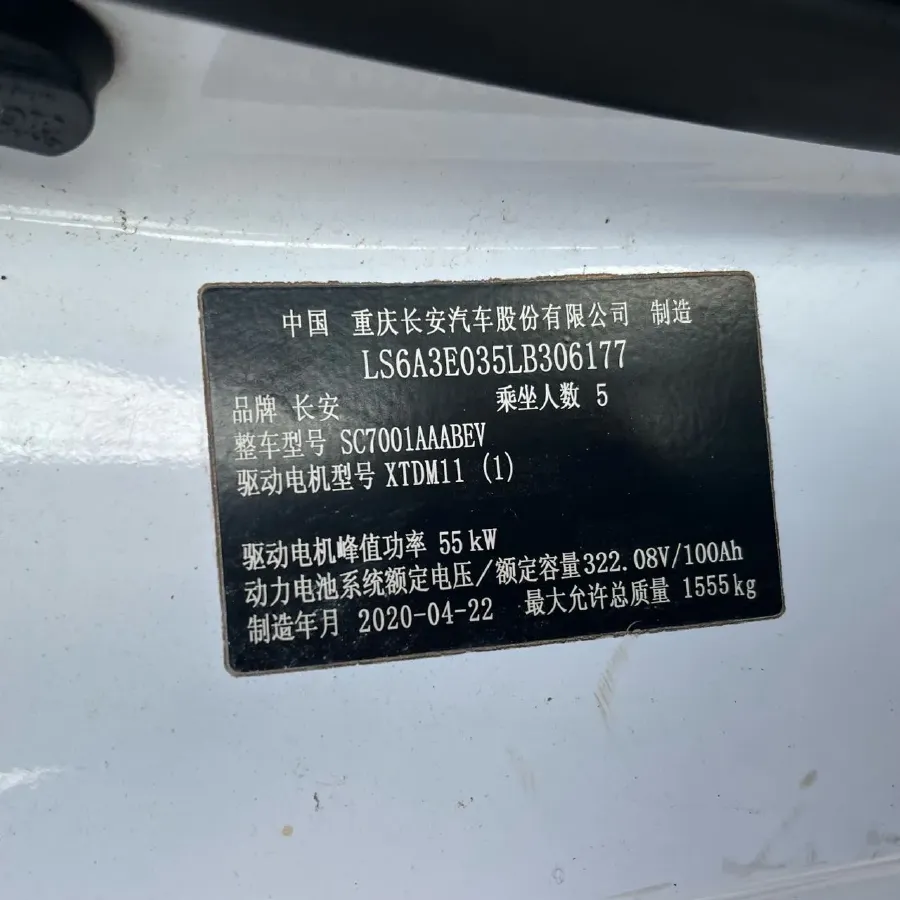 中国 重庆长安汽车股份有限公司 制造
LS6A3E035LB306177
品牌 长安 乘坐人数 5
整车型号 SC7001AAABEV
驱动电机型号 XTDM11 (1)
驱动电机峰值功率 55kW
动力电池系统额定电压/额定容量322.08V/100Ah
制造年月 2020-04-22 最大允许总质量 1555kg